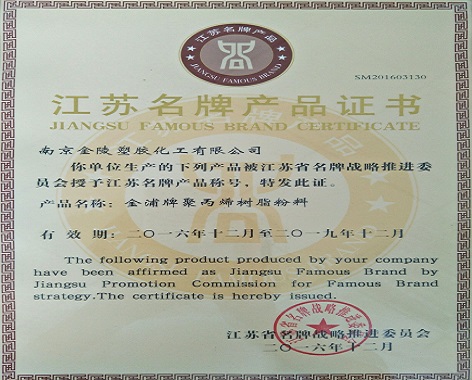 江苏名牌产品
JIANGSU FAMOUS BRAND
SM201603130
江苏名牌产品证书
JIANGSU FAMOUS BRAND CERTIFICATE
南京金陵塑胶化工有限公司
你单位生产的下列产品被江苏省名牌战略推进委
员会授予江苏名牌产品称号，特发此证。
产品名称：金浦牌聚丙烯树脂粉料
有效期：二〇一六年十二月至二〇一九年十二月
The following product produced by your company
have been affirmed as Jiangsu Famous Brand by
Jiangsu Promotion Commission for Famous Brand
strategy.The certificate is hereby issued.
江苏省名牌战略推进委员会
二〇一六年十二月